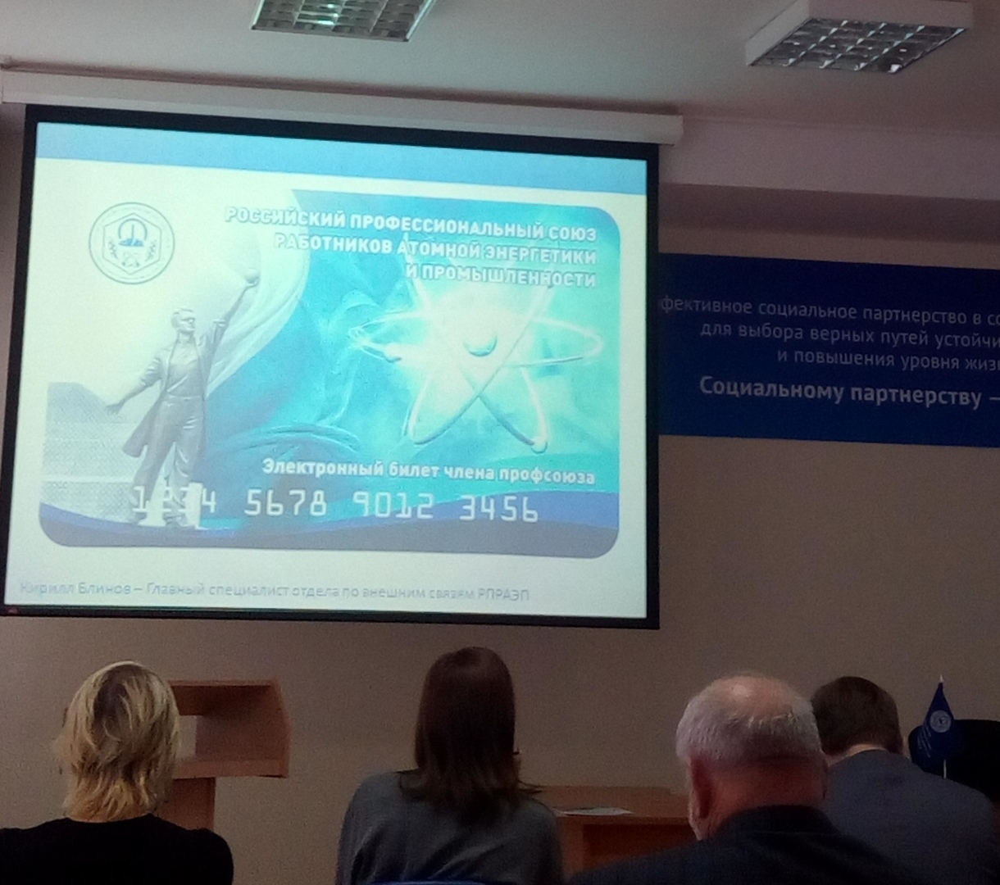 РОССИЙСКИЙ ПРОФЕССИОНАЛЬНЫЙ СОЮЗ
РАБОТНИКОВ АТОМНОЙ ЭНЕРГЕТИКИ
И ПРОМЫШЛЕННОСТИ
Электронный билет члена профсоюза
1234 5678 9012 3456
Кирилл Блинов – Главный специалист отдела по внешним связям РПРАЭП
фективное социальное партнерство в со
для выбора верных путей устойчи
и повышения уровня жиз
Социальному партнерству –